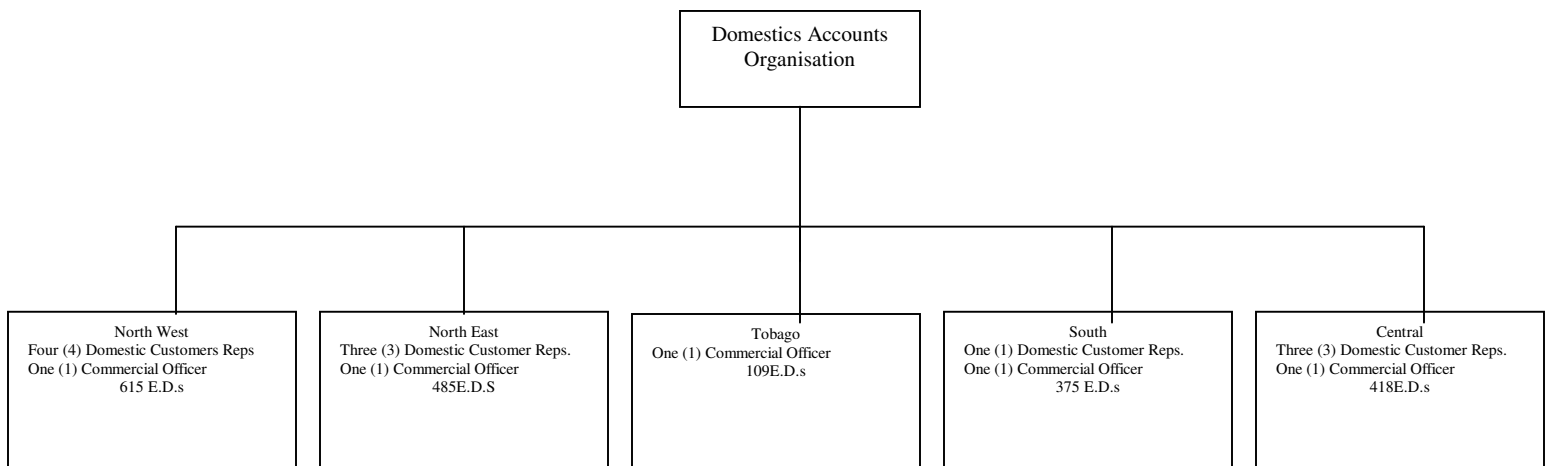 Domestics Accounts
Organisation
North West
Four (4) Domestic Customers Reps
One (1) Commercial Officer
615 E.D.s
North East
Three (3) Domestic Customer Reps.
One (1) Commercial Officer
485E.D.S
Tobago
One (1) Commercial Officer
109E.D.s
South
One (1) Domestic Customer Reps.
One (1) Commercial Officer
375 E.D.s
Central
Three (3) Domestic Customer Reps.
One (1) Commercial Officer
418E.D.s